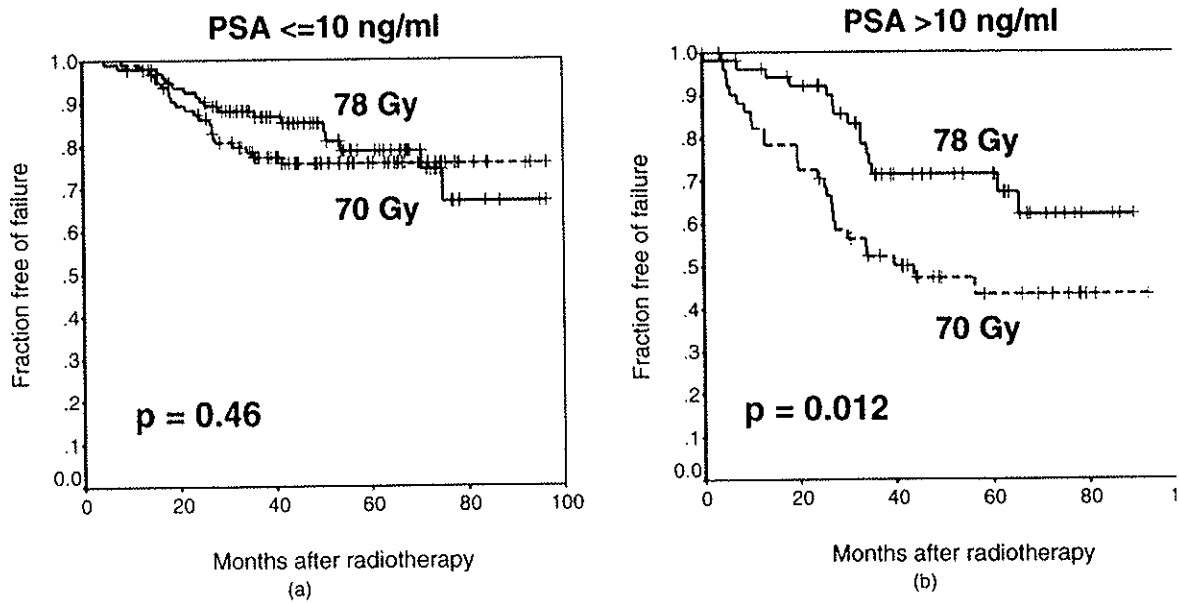 PSA <=10 ng/ml
1.0
.9
.8
.7
.6
.5
.4
.3
.2
.1
0.0
Fraction free of failure
78 Gy
70 Gy
p = 0.46
0 20 40 60 80 100
Months after radiotherapy
(a)
PSA >10 ng/ml
1.0
.9
.8
.7
.6
.5
.4
.3
.2
.1
0.0
Fraction free of failure
78 Gy
70 Gy
p = 0.012
0 20 40 60 80 1
Months after radiotherapy
(b)